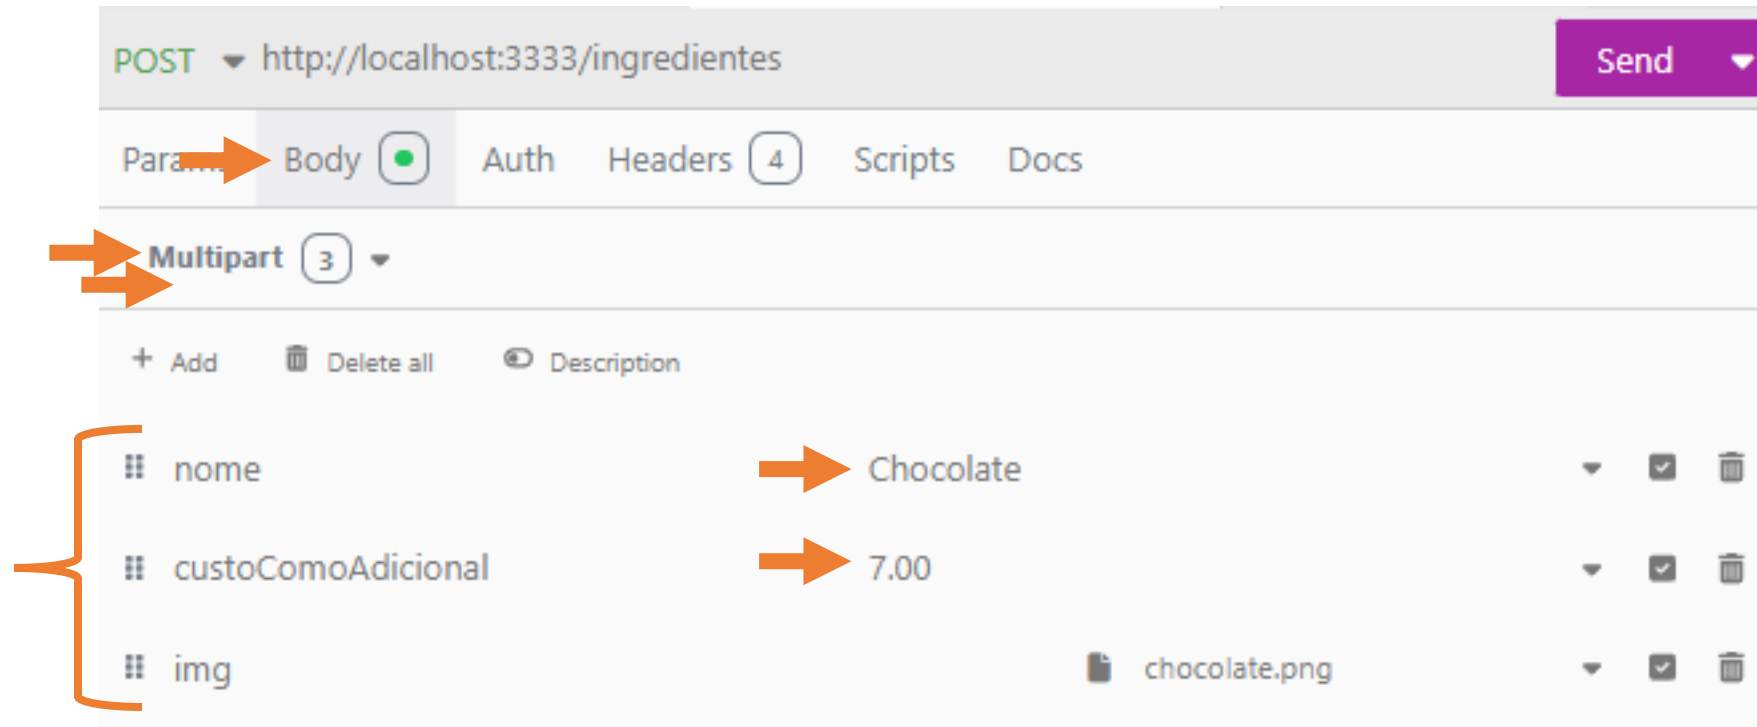 POST http://localhost:3333/ingredientes Send
Body Auth Headers 4 Scripts Docs
Multipart 3
+ Add Delete all Description
nome Chocolate
custoComoAdicional 7.00
img chocolate.png